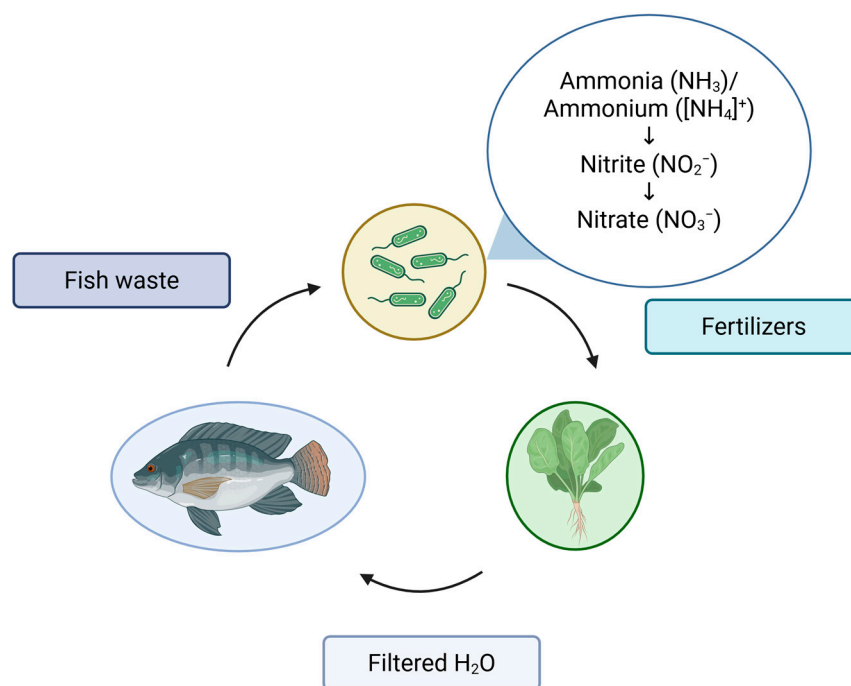 Ammonia (NH₃)/
Ammonium ([NH₄]⁺)
↓
Nitrite (NO₂⁻)
↓
Nitrate (NO₃⁻)
Fish waste
Fertilizers
Filtered H₂O